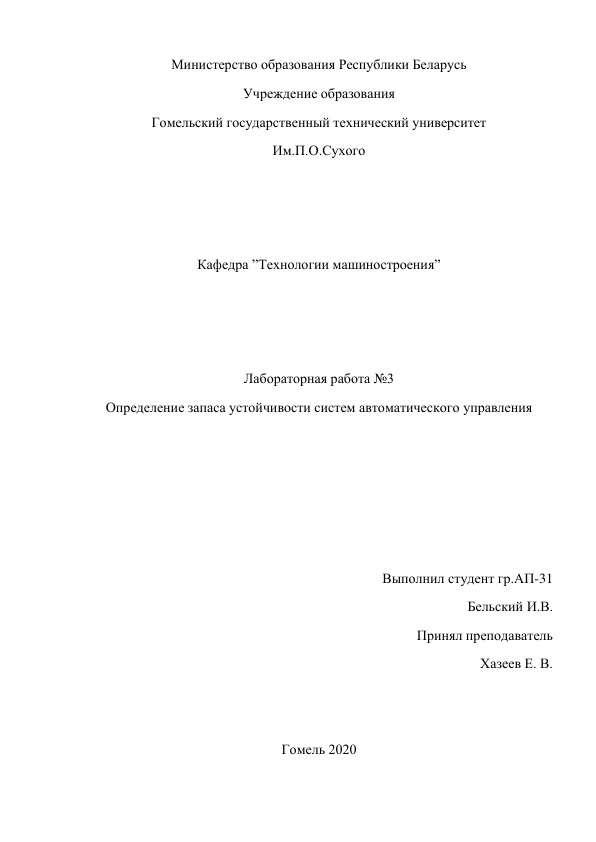 Министерство образования Республики Беларусь
Учреждение образования
Гомельский государственный технический университет
Им.П.О.Сухого
Кафедра ”Технологии машиностроения”
Лабораторная работа №3
Определение запаса устойчивости систем автоматического управления
Выполнил студент гр.АП-31
Бельский И.В.
Принял преподаватель
Хазеев Е. В.
Гомель 2020